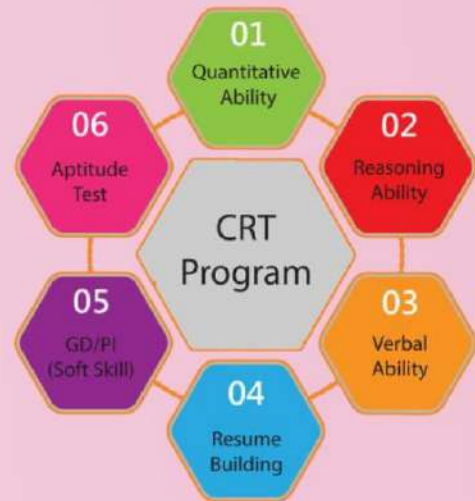 01
Quantitative
Ability
02
Reasoning
Ability
03
Verbal
Ability
04
Resume
Building
05
GD/PI
(Soft Skill)
06
Aptitude
Test
CRT
Program